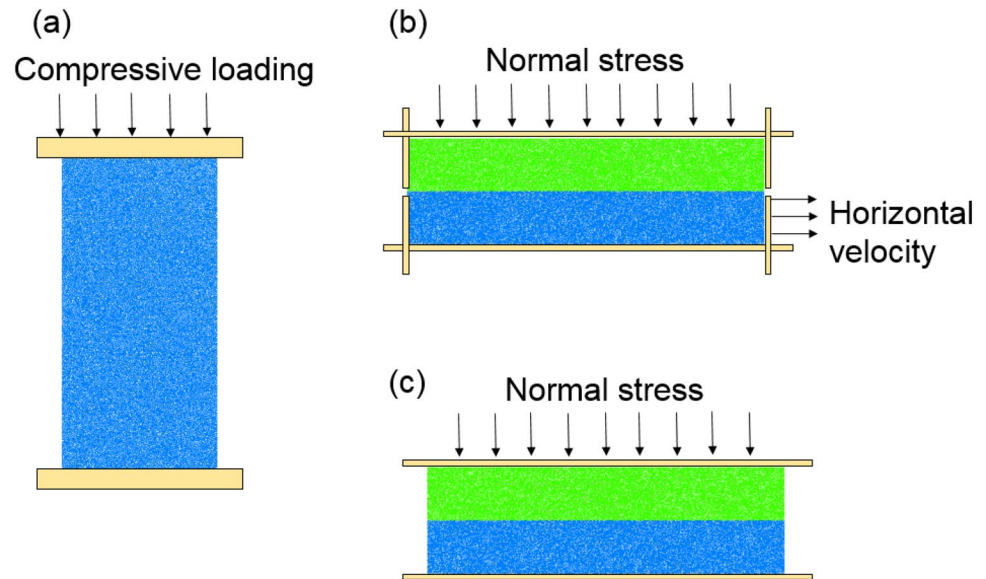 (a)
Compressive loading
(b)
Normal stress
Horizontal
velocity
(c)
Normal stress